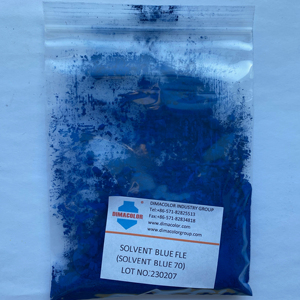 DIMACOLOR INDUSTRY GROUP
Tel:+86-571-82825513
Fax:+86-571-82834818
www.dimacolor.com
www.dimacolorgroup.com
DIMACOLOR
SOLVENT BLUE FLE
(SOLVENT BLUE 70)
LOT NO.:230207